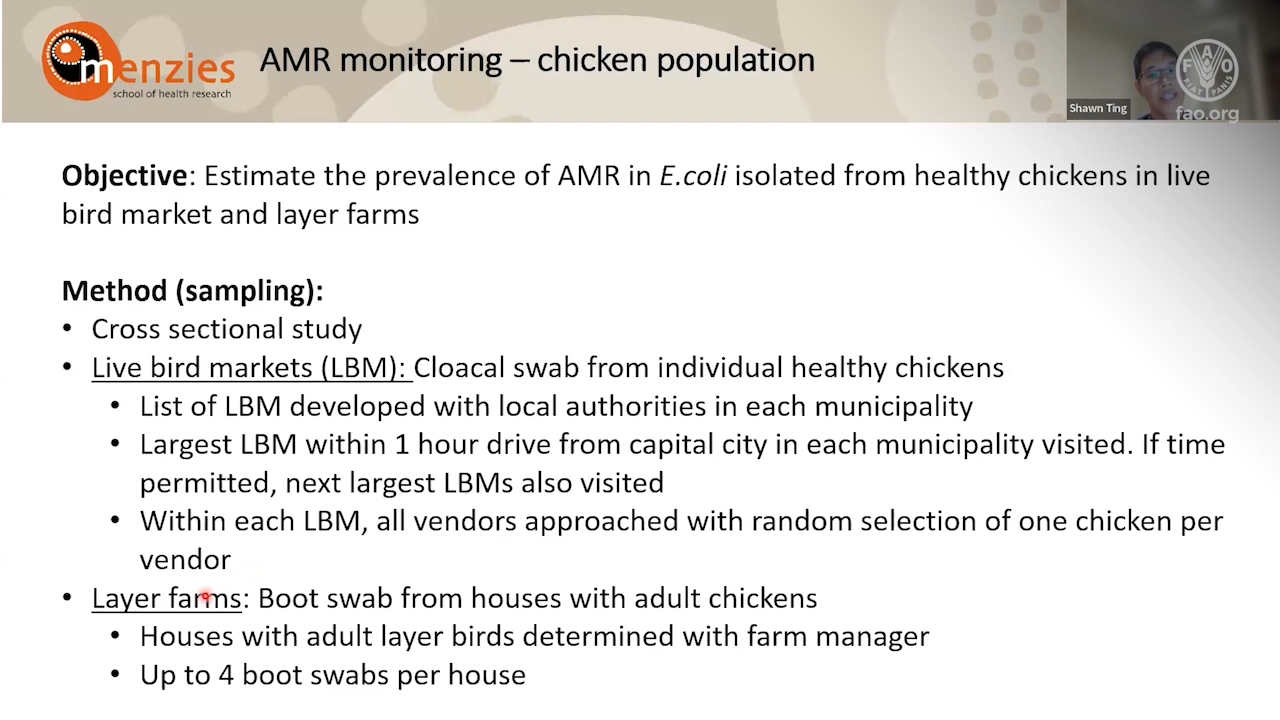 menzies
school of health research
AMR monitoring – chicken population
Shawn Ting
F A O
FIAT PANIS
fao.org
Objective: Estimate the prevalence of AMR in E.coli isolated from healthy chickens in live
bird market and layer farms
Method (sampling):
• Cross sectional study
• Live bird markets (LBM): Cloacal swab from individual healthy chickens
• List of LBM developed with local authorities in each municipality
• Largest LBM within 1 hour drive from capital city in each municipality visited. If time
permitted, next largest LBMs also visited
• Within each LBM, all vendors approached with random selection of one chicken per
vendor
• Layer farms: Boot swab from houses with adult chickens
• Houses with adult layer birds determined with farm manager
• Up to 4 boot swabs per house